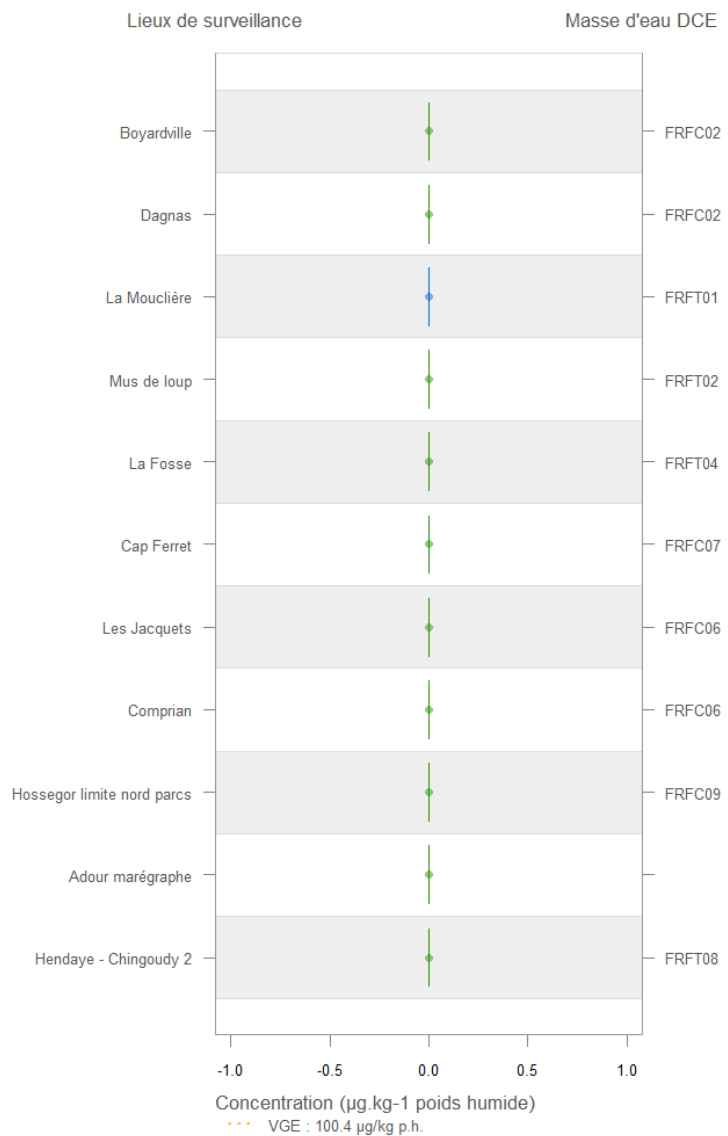 Lieux de surveillance Masse d'eau DCE
Boyardville FRFC02
Dagnas FRFC02
La Mouclière FRFT01
Mus de loup FRFT02
La Fosse FRFT04
Cap Ferret FRFC07
Les Jacquets FRFC06
Comprian FRFC06
Hossegor limite nord parcs FRFC09
Adour marégraphe
Hendaye - Chingoudy 2 FRFT08
-1.0 -0.5 0.0 0.5 1.0
Concentration (µg.kg-1 poids humide)
VGE : 100.4 µg/kg p.h.